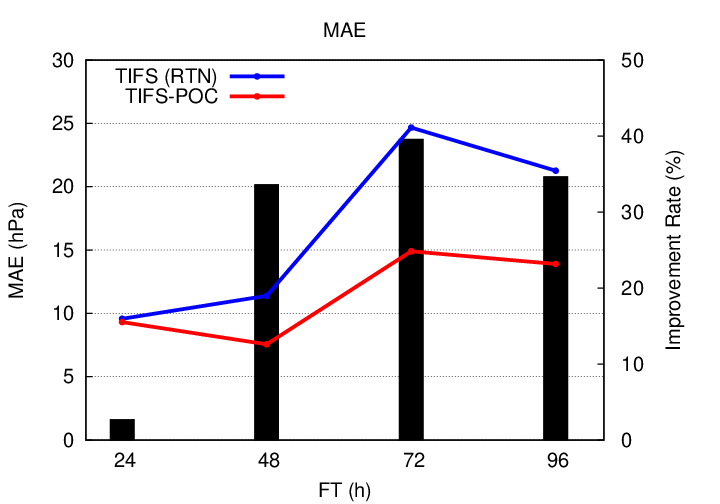 MAE
30
25
20
15
10
5
0
MAE (hPa)
TIFS (RTN)
TIFS-POC
50
40
30
20
10
0
Improvement Rate (%)
24 48 72 96
FT (h)